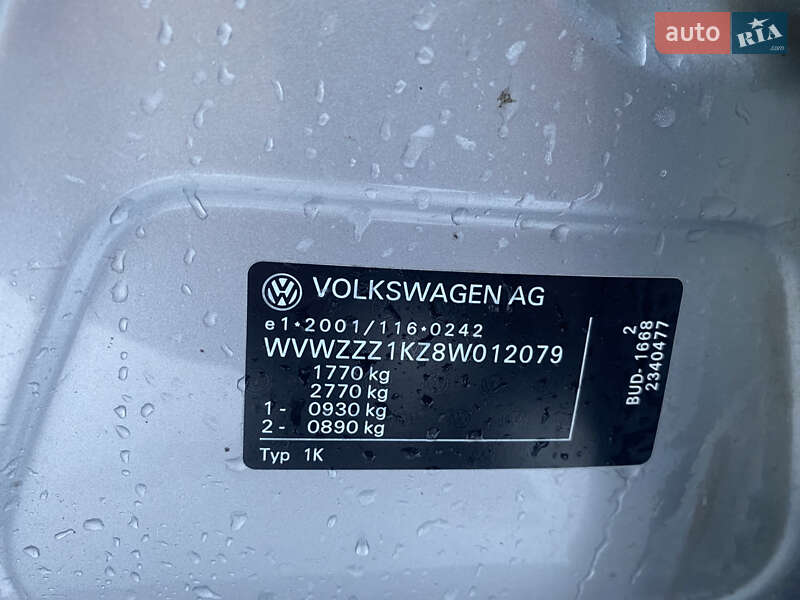 auto RIA .com
VOLKSWAGEN AG
e1*2001/116*0242
WVWZZZ1KZ8W012079
1770 kg
2770 kg
1- 0930 kg
2- 0890 kg
Typ 1K
2
BUD-1668
2340477